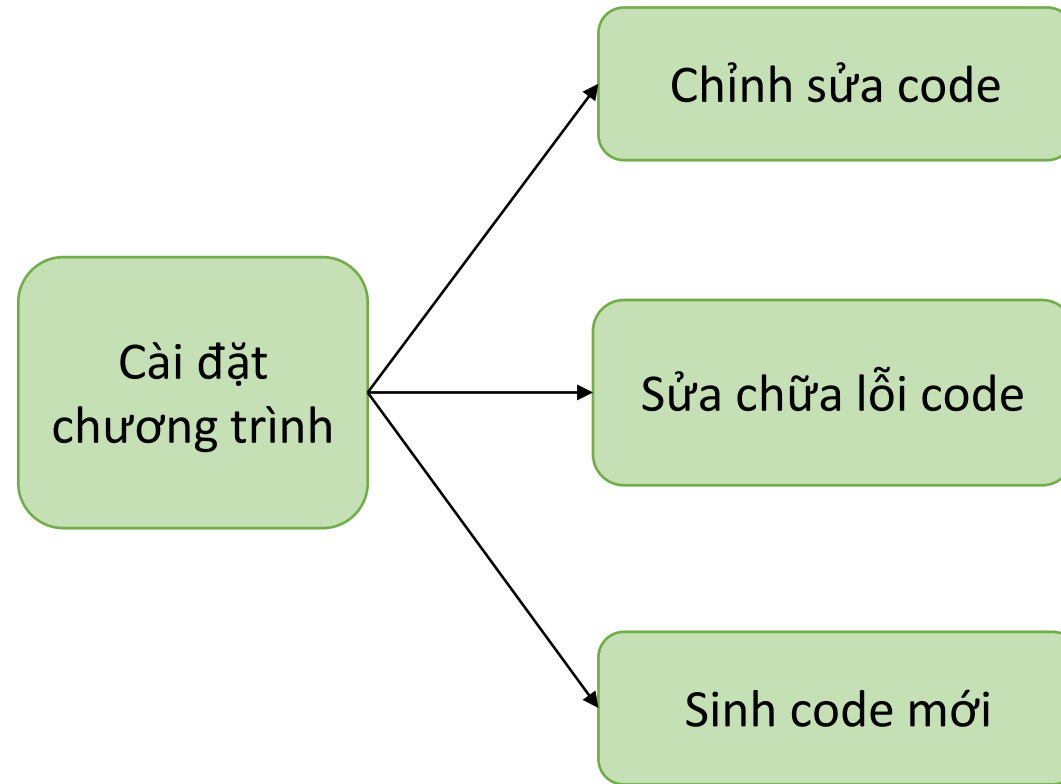 Chỉnh sửa code
Cài đặt
chương trình
Sửa chữa lỗi code
Sinh code mới